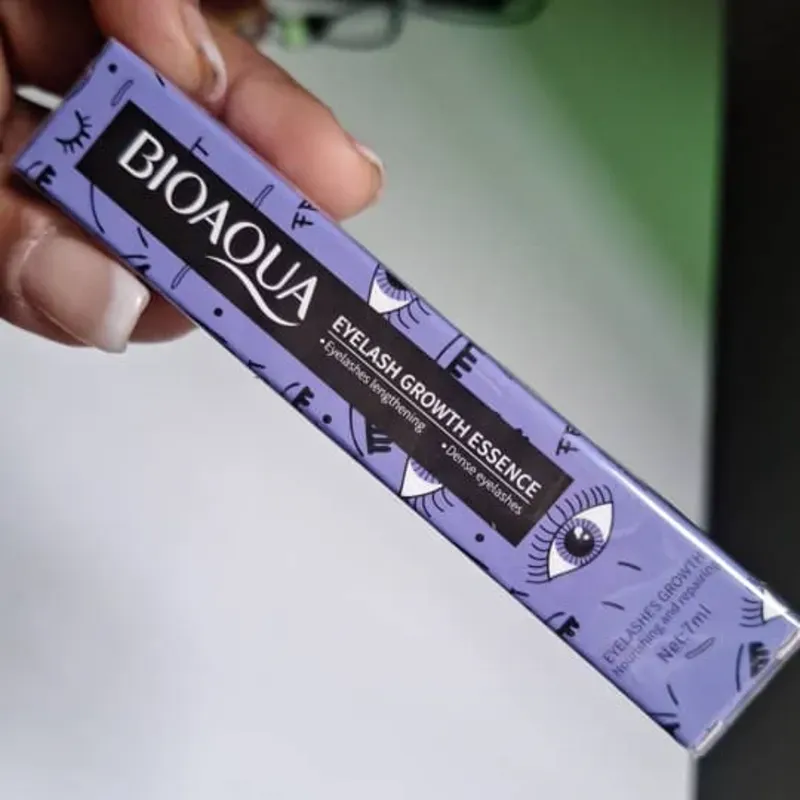 BIOAQUA
EYELASH GROWTH ESSENCE
•Eyelashes lengthening
•Dense eyelashes
EYELASHES GROWTH
Nourishing and repairing
Net:7ml